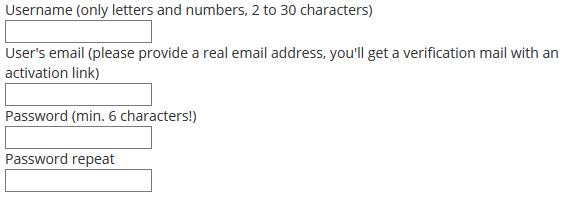 Username (only letters and numbers, 2 to 30 characters)
User's email (please provide a real email address, you'll get a verification mail with an
activation link)
Password (min. 6 characters!)
Password repeat